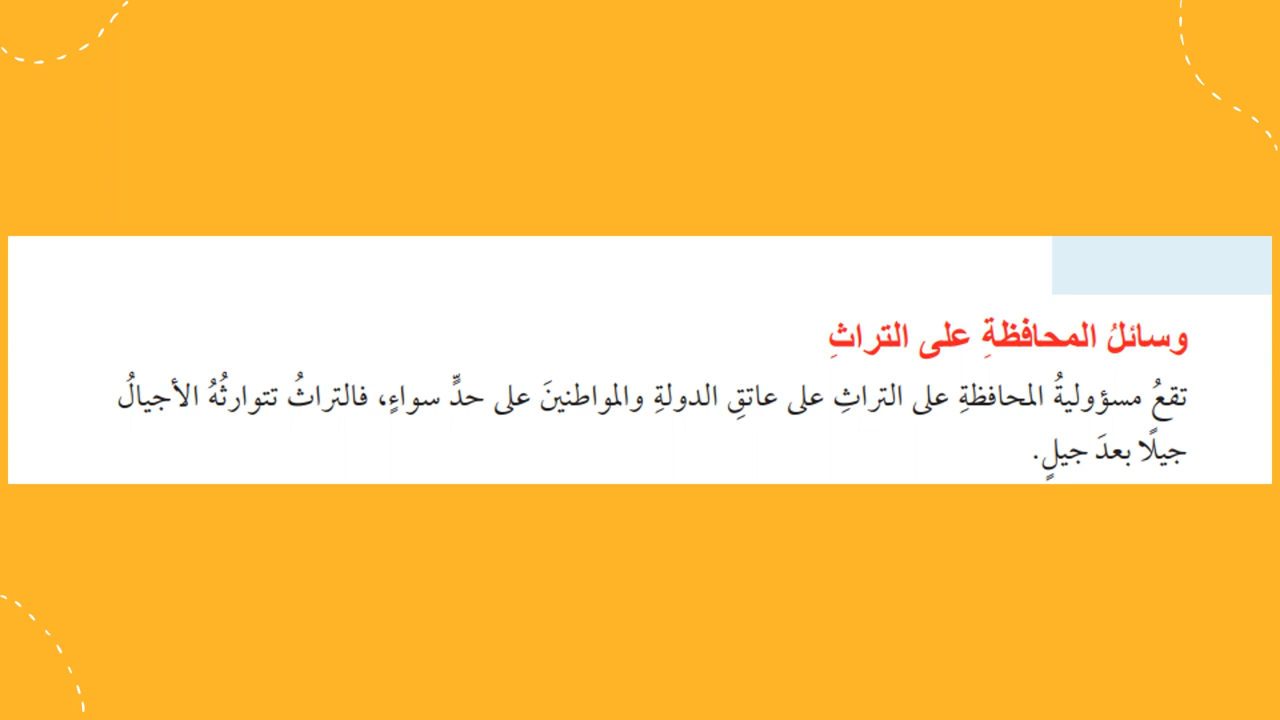 وسائلُ المحافظةِ على التراثِ
تقعُ مسؤوليةُ المحافظةِ على التراثِ على عاتقِ الدولةِ والمواطنينَ على حدٍّ سواءٍ، فالتراثُ تتوارثُهُ الأجيالُ
جيلًا بعدَ جيلٍ.